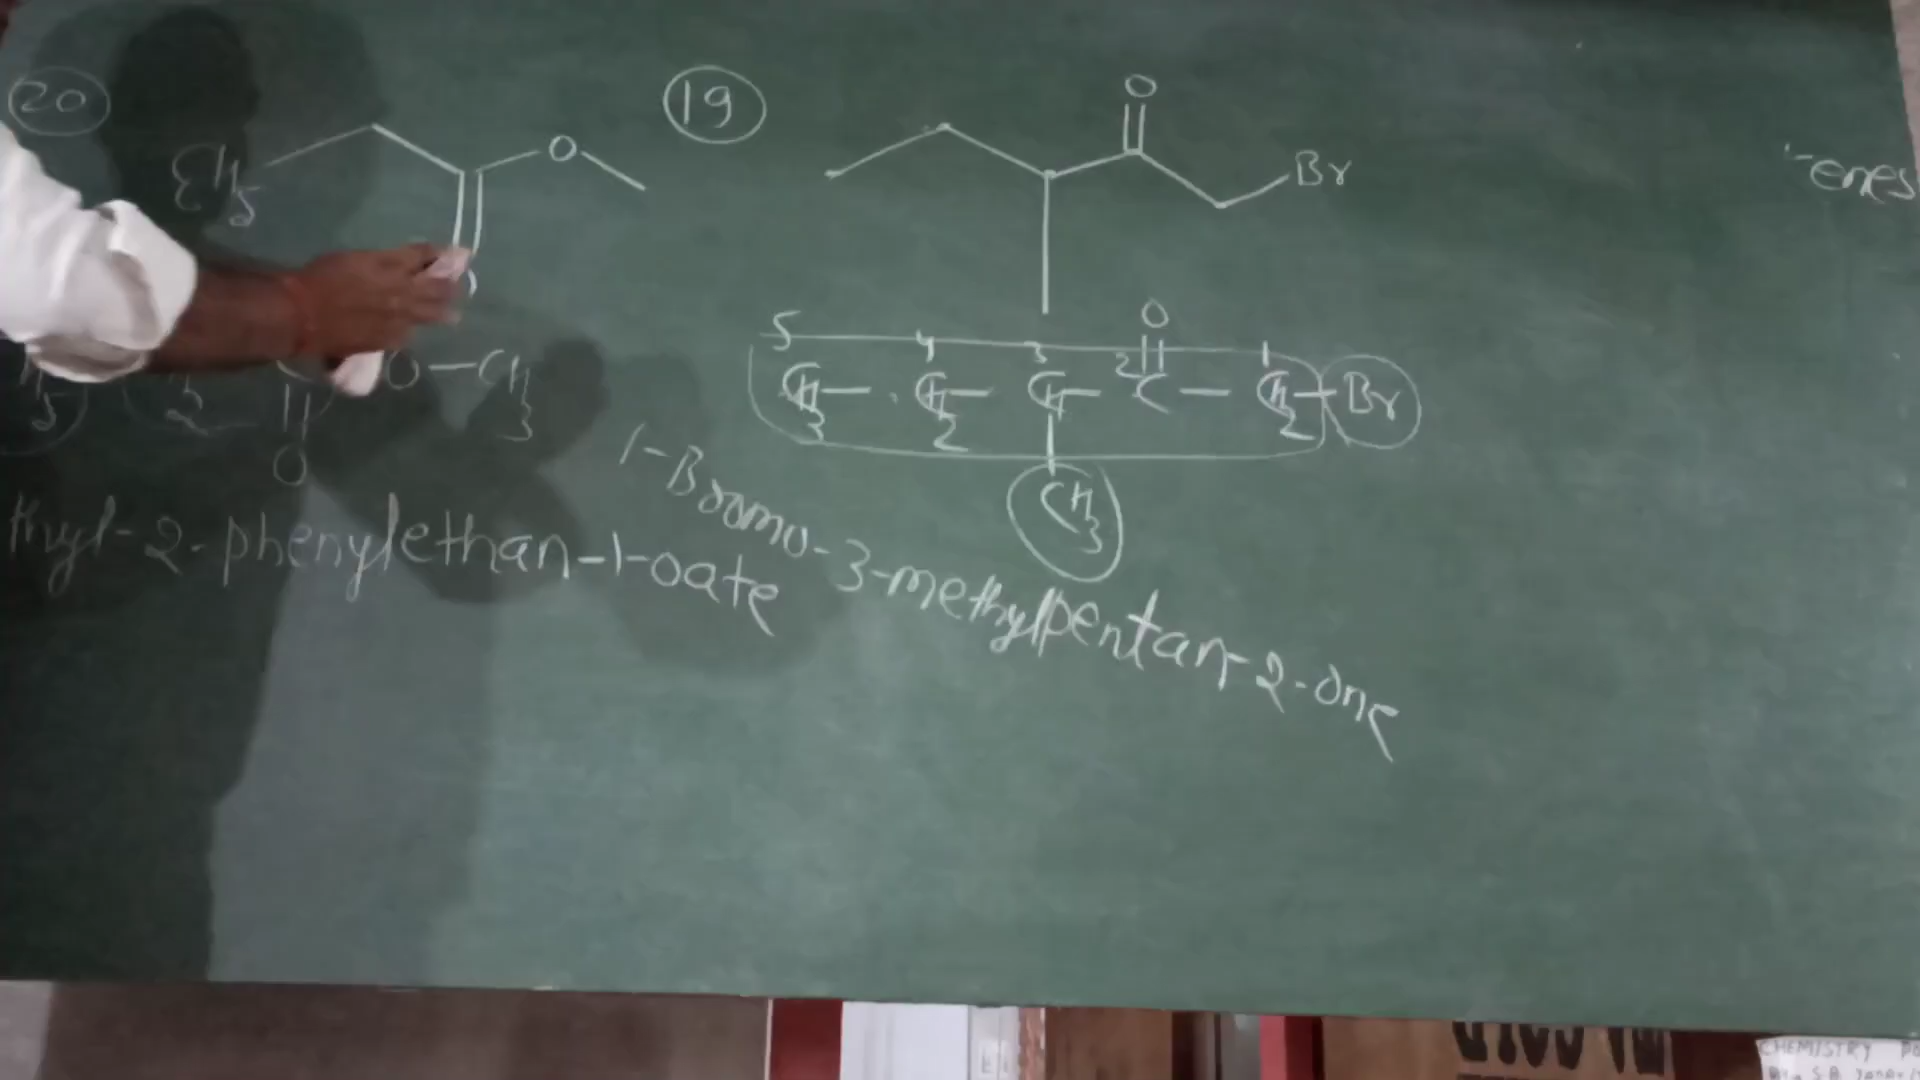 20
19
O
O
Br
-enes
5
4
3
2
1
O
CH3 - CH2 - CH - C - CH2 - Br
O-CH3
O
CH3
thyl-2-phenylethan-1-oate
1-Bromo-3-methylpentan-2-one
CHEMISTRY